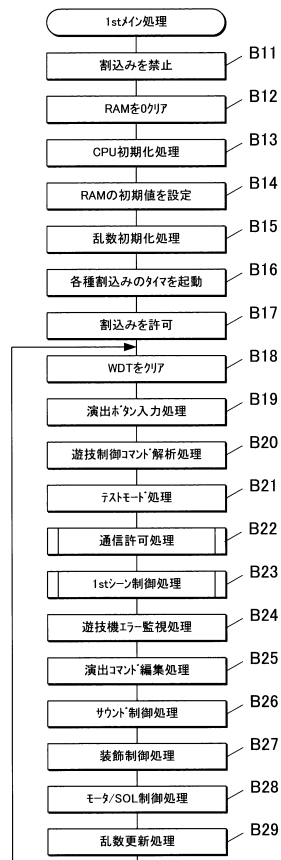 1stメイン処理
割込みを禁止 B11
RAMを0クリア B12
CPU初期化処理 B13
RAMの初期値を設定 B14
乱数初期化処理 B15
各種割込みのタイマを起動 B16
割込みを許可 B17
WDTをクリア B18
演出ボタン入力処理 B19
遊技制御コマンド解析処理 B20
テストモード処理 B21
通信許可処理 B22
1stシーン制御処理 B23
遊技機エラー監視処理 B24
演出コマンド編集処理 B25
サウンド制御処理 B26
装飾制御処理 B27
モータ/SOL制御処理 B28
乱数更新処理 B29